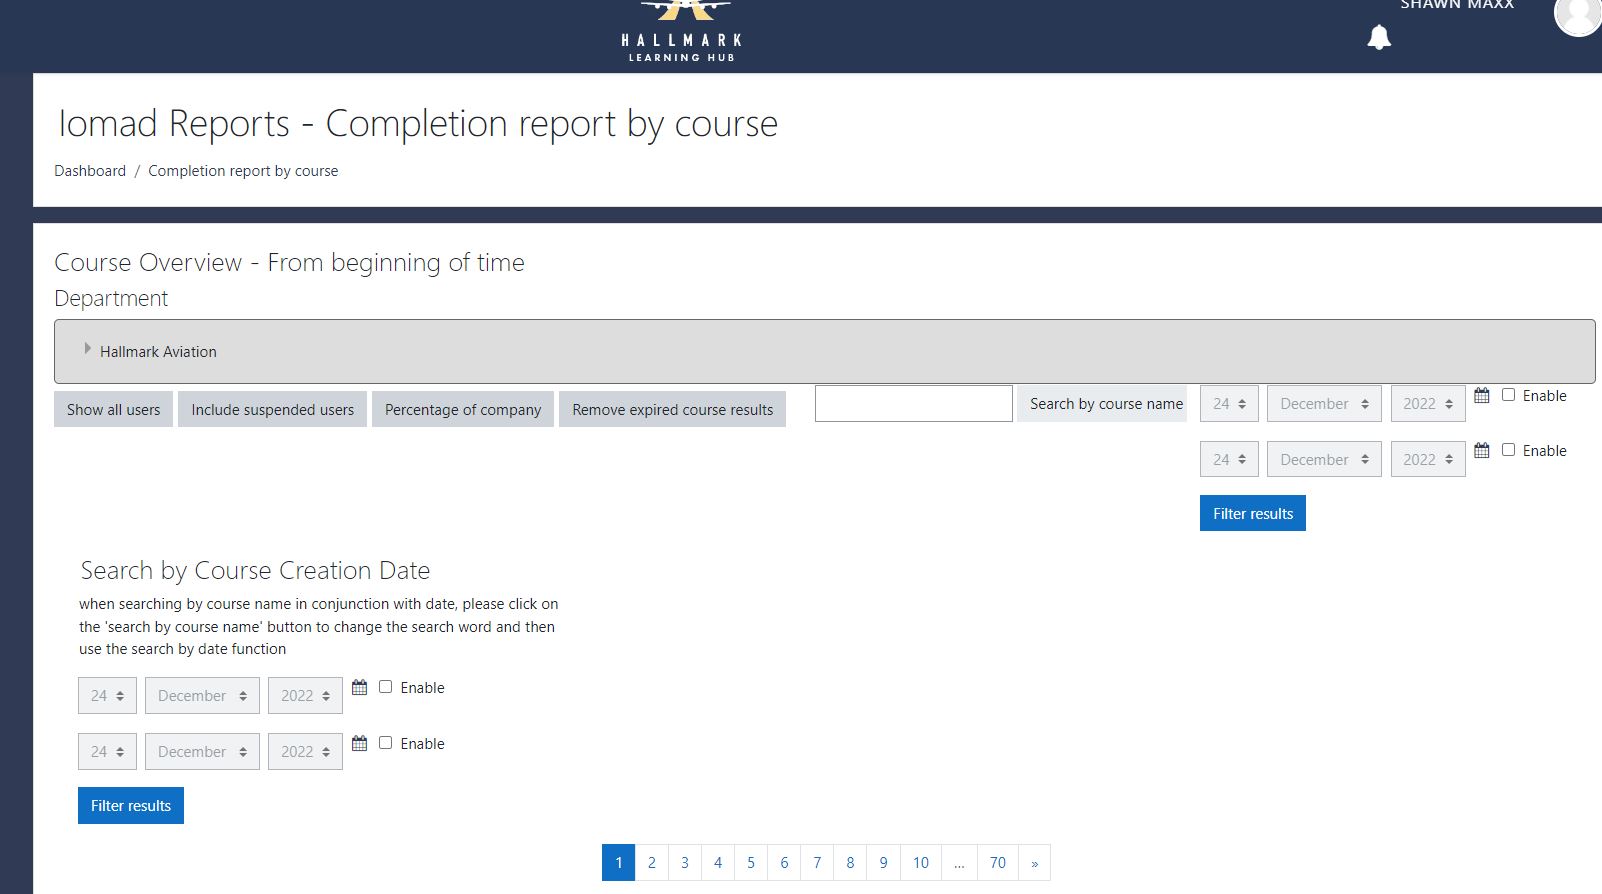 SHAWN MAXX
HALLMARK
LEARNING HUB
Iomad Reports - Completion report by course
Dashboard / Completion report by course
Course Overview - From beginning of time
Department
Hallmark Aviation
Show all users Include suspended users Percentage of company Remove expired course results Search by course name 24 December 2022 Enable
24 December 2022 Enable
Filter results
Search by Course Creation Date
when searching by course name in conjunction with date, please click on
the 'search by course name' button to change the search word and then
use the search by date function
24 December 2022 Enable
24 December 2022 Enable
Filter results
1 2 3 4 5 6 7 8 9 10 ... 70 »